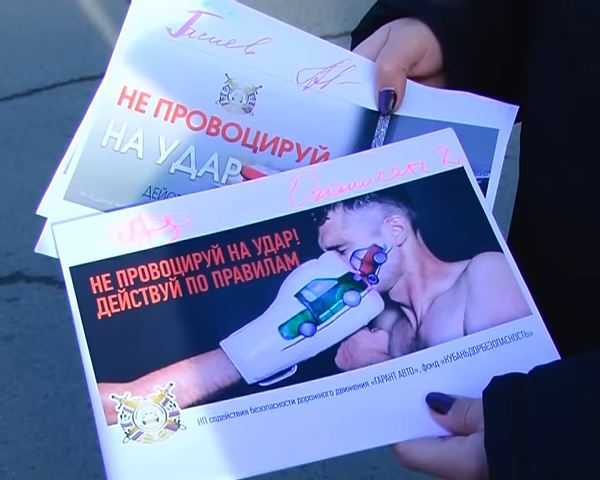 Гасиев
НЕ ПРОВОЦИРУЙ
НА УДАР
ДЕЙСТ
НЕ ПРОВОЦИРУЙ НА УДАР!
ДЕЙСТВУЙ ПО ПРАВИЛАМ
НП содействия безопасности дорожного движения «ГАРАНТ АВТО», фонд «КУБАНЬДОРБЕЗОПАСНОСТЬ»